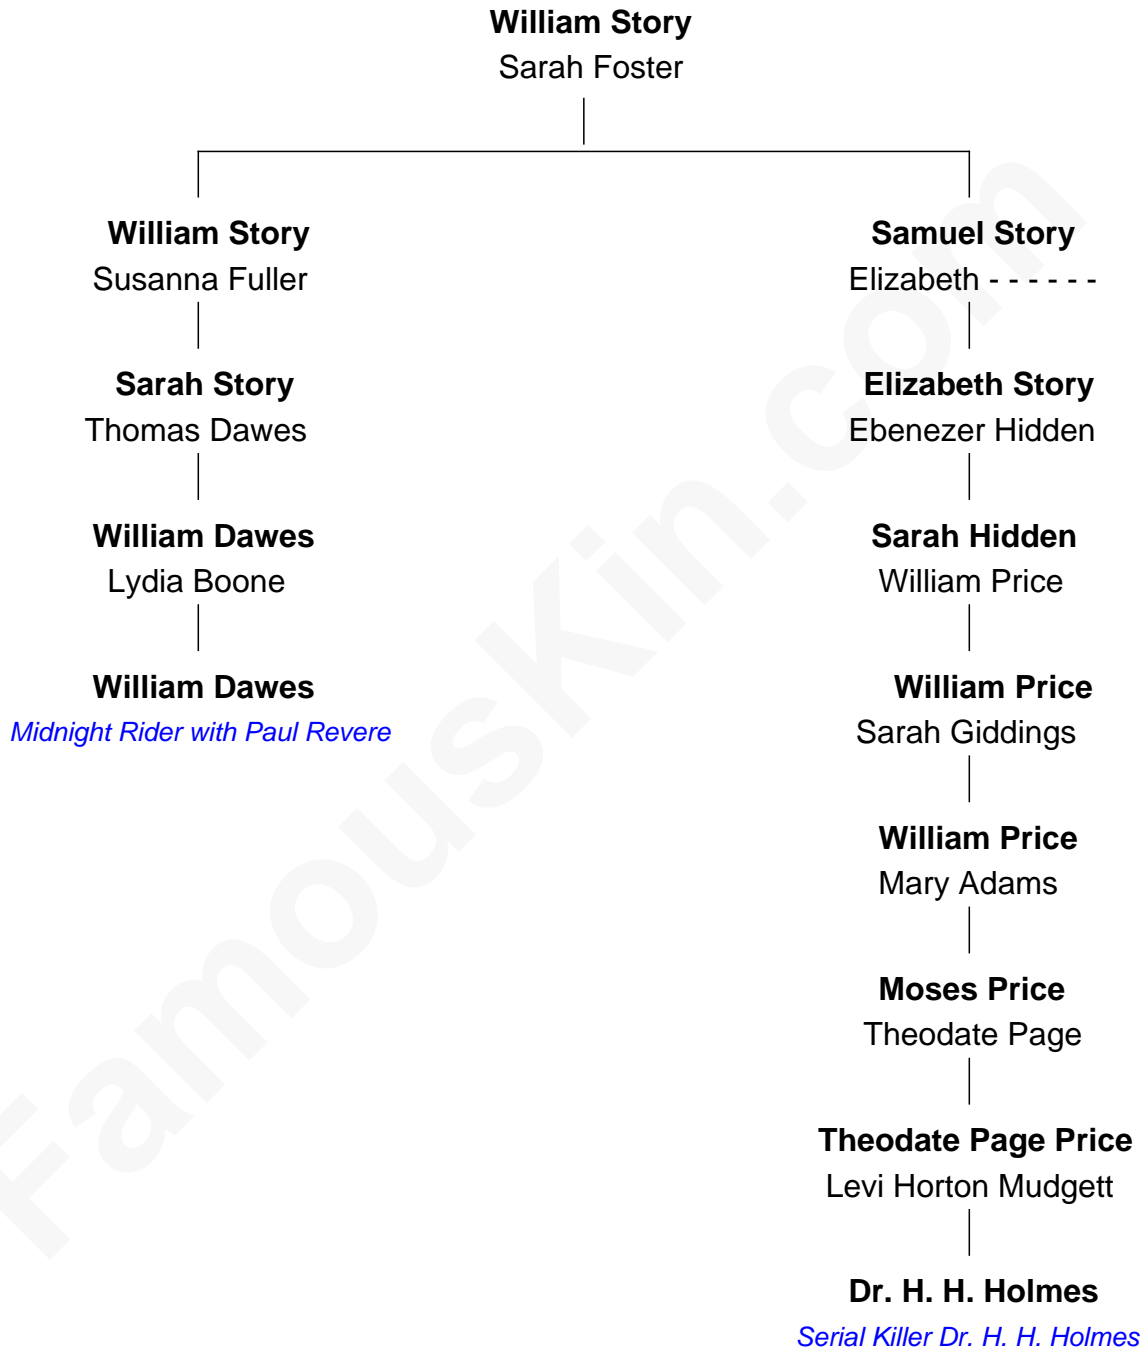 William Story
Sarah Foster
William Story
Susanna Fuller
Sarah Story
Thomas Dawes
William Dawes
Lydia Boone
William Dawes
Midnight Rider with Paul Revere
Samuel Story
Elizabeth - - - - - -
Elizabeth Story
Ebenezer Hidden
Sarah Hidden
William Price
William Price
Sarah Giddings
William Price
Mary Adams
Moses Price
Theodate Page
Theodate Page Price
Levi Horton Mudgett
Dr. H. H. Holmes
Serial Killer Dr. H. H. Holmes
FamousKin.com